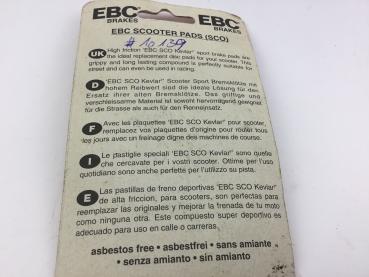 EBC BRAKES EBC BRAKES
EBC SCOOTER PADS (SCO)
#10139
UK High friction "EBC SCO Kevlar" sport brake pads are
the ideal replacement disc pads for your scooter. This
grippy and long lasting compound is perfectly suitable for
street and can even be used in racing.
D "EBC SCO Kevlar" Scooter Sport Bremsklötze mit
hohem Reibwert sind die ideale Lösung für den
Ersatz ihrer alten Bremsklötze. Das griffige und
verschleissarme Material ist sowohl hervorragend geeignet
für die Strasse als auch für den Renneinsatz.
F Avec les plaquettes "EBC SCO Kevlar" pour scooter,
remplacez vos plaquettes d'origine pour rouler tous
les jours avec un freinage digne des machines de course.
I Le pastiglie speciali "EBC SCO Kevlar" sono quelle
che cercavate per i vostri scooter. Ottime per l'uso
quotidiano sono anche perfette per l'utilizzo su pista.
E Las pastillas de freno deportivas "EBC SCO Kevlar"
de alta friccion, para scooters, son perfectas para
reemplazar las originales y mejorar la frenada de tu moto
como ninguna otra. Este compuesto super deportivo es
adequado para uso en calle o carreras.
asbestos free • asbestfrei • sans amiante
• senza amianto • sin amianto